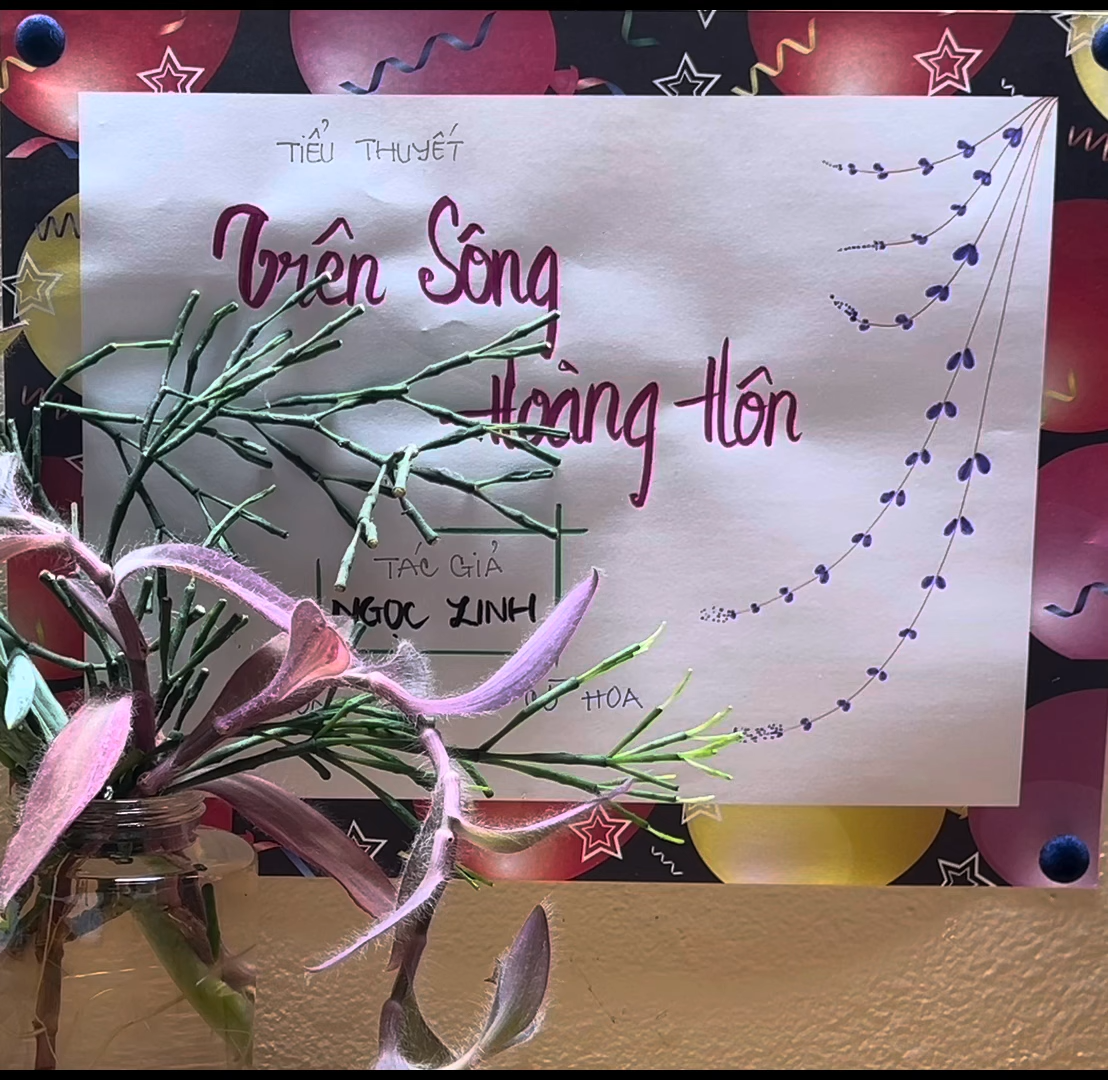 TIỂU THUYẾT
Trên Sông
Hoàng Hôn
TÁC GIẢ
NGỌC LINH
HOA